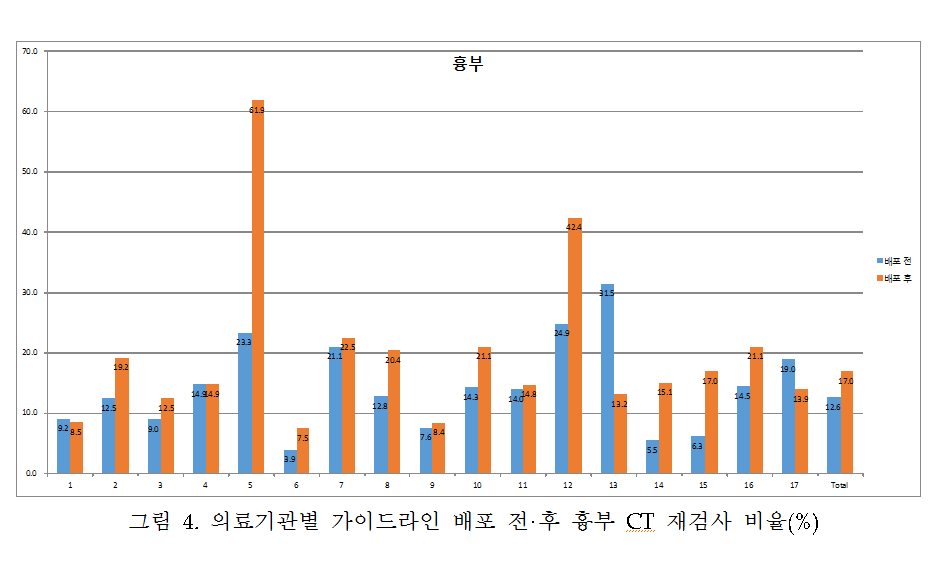 흉부
70.0
60.0
50.0
40.0
30.0
20.0
10.0
0.0
9.2 8.5 12.5 19.2 9.0 12.5 14.9 14.9 23.3 61.9 3.9 7.5 21.1 22.5 12.8 20.4 7.6 8.4 14.3 21.1 14.0 14.8 24.9 42.4 31.5 13.2 5.5 15.1 6.3 17.0 14.5 21.1 19.0 13.9 12.6 17.0
1 2 3 4 5 6 7 8 9 10 11 12 13 14 15 16 17 Total
배포 전
배포 후
그림 4. 의료기관별 가이드라인 배포 전·후 흉부 CT 재검사 비율(%)